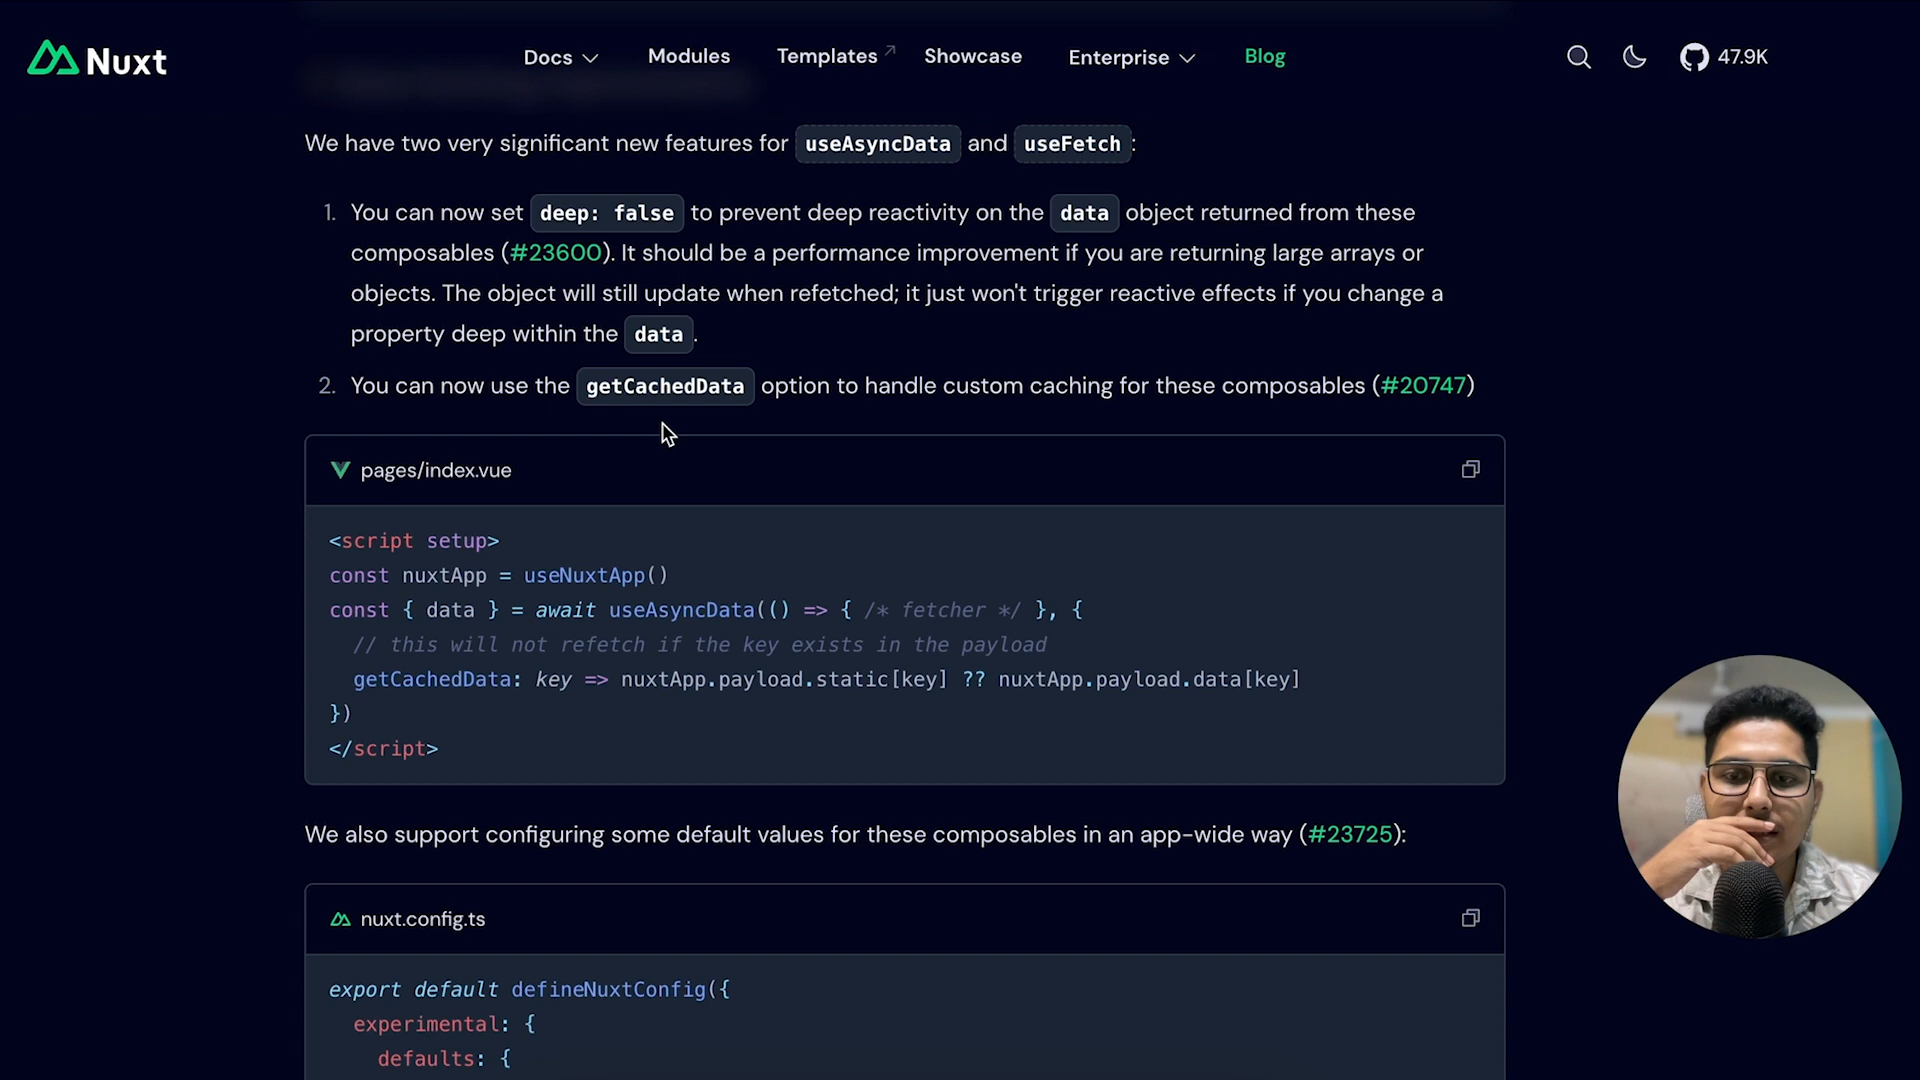 Nuxt
Docs Modules Templates Showcase Enterprise Blog 47.9K
We have two very significant new features for useAsyncData and useFetch:
1. You can now set deep: false to prevent deep reactivity on the data object returned from these
composables (#23600). It should be a performance improvement if you are returning large arrays or
objects. The object will still update when refetched; it just won't trigger reactive effects if you change a
property deep within the data.
2. You can now use the getCachedData option to handle custom caching for these composables (#20747)
pages/index.vue
<script setup>
const nuxtApp = useNuxtApp()
const { data } = await useAsyncData(() => { /* fetcher */ }, {
  // this will not refetch if the key exists in the payload
  getCachedData: key => nuxtApp.payload.static[key] ?? nuxtApp.payload.data[key]
})
</script>
We also support configuring some default values for these composables in an app-wide way (#23725):
nuxt.config.ts
export default defineNuxtConfig({
  experimental: {
    defaults: {